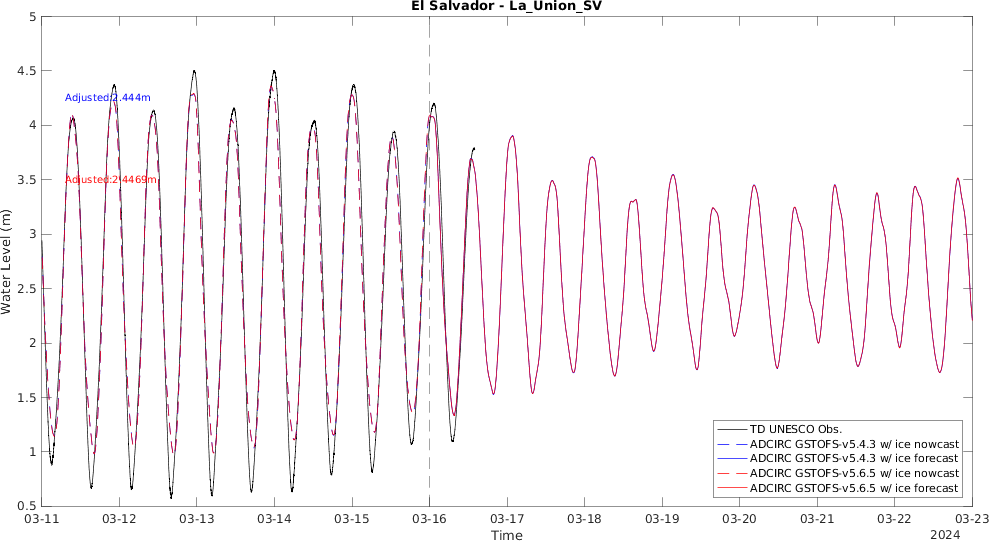 El Salvador - La_Union_SV
5
4.5
4
3.5
3
2.5
2
1.5
1
0.5
Water Level (m)
Adjusted:2.444m
Adjusted:2.4469m
TD UNESCO Obs.
ADCIRC GSTOFS-v5.4.3 w/ ice nowcast
ADCIRC GSTOFS-v5.4.3 w/ ice forecast
ADCIRC GSTOFS-v5.6.5 w/ ice nowcast
ADCIRC GSTOFS-v5.6.5 w/ ice forecast
03-11 03-12 03-13 03-14 03-15 03-16 03-17 03-18 03-19 03-20 03-21 03-22 03-23
Time
2024